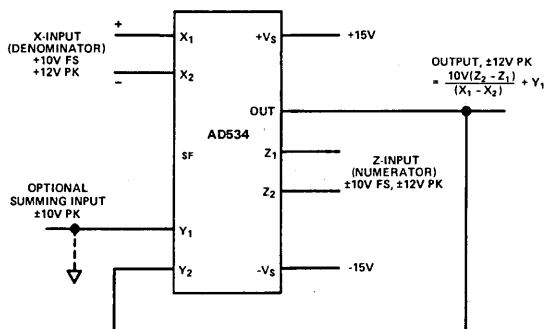 X-INPUT
(DENOMINATOR)
+10V FS
+12V PK
+
−
X₁
X₂
SF
Y₁
Y₂
AD534
+Vₛ
OUT
Z₁
Z₂
-Vₛ
+15V
OUTPUT, ±12V PK
= 10V(Z₂ - Z₁) / (X₁ - X₂) + Y₁
Z-INPUT
(NUMERATOR)
±10V FS, ±12V PK
-15V
OPTIONAL
SUMMING INPUT
±10V PK